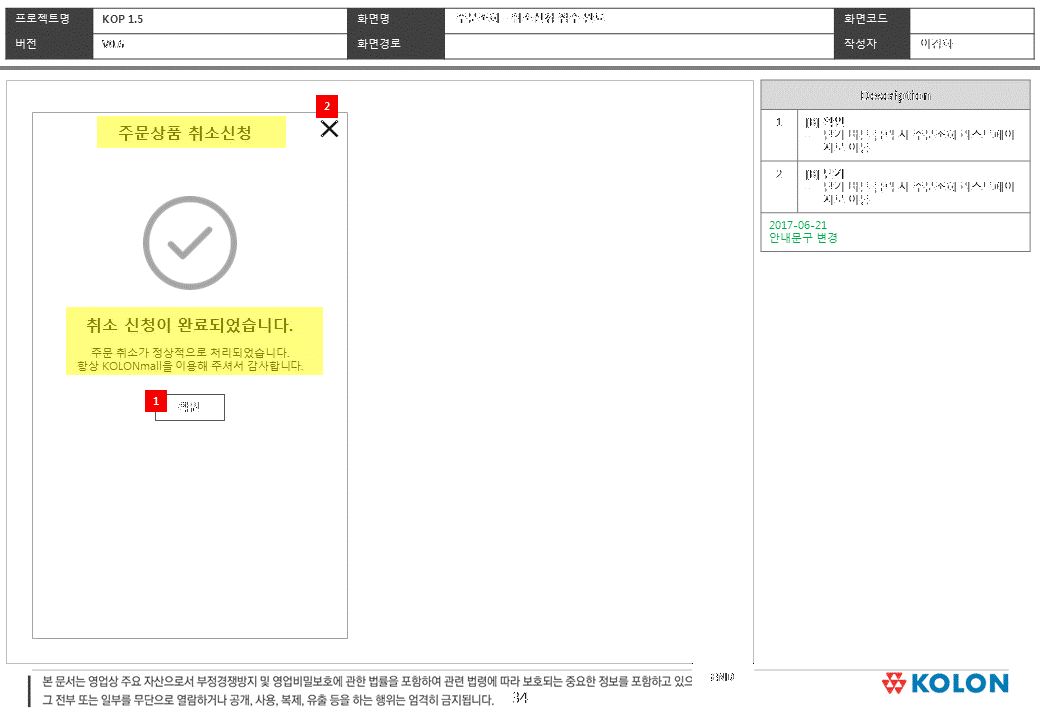 프로젝트명 KOP 1.5 화면명 주문조회 - 취소신청 접수 완료 화면코드
버전 V0.5 화면경로 작성자 이경화
Description
2
주문상품 취소신청
취소 신청이 완료되었습니다.
주문 취소가 정상적으로 처리되었습니다.
항상 KOLONmall을 이용해 주셔서 감사합니다.
1 확인
1 [B] 확인
- 닫기 버튼 클릭 시 주문조회 리스트페이
지로 이동
2 [B] 닫기
- 닫기 버튼 클릭 시 주문조회 리스트페이
지로 이동
2017-06-21
안내문구 변경
본 문서는 영업상 주요 자산으로서 부정경쟁방지 및 영업비밀보호에 관한 법률을 포함하여 관련 법령에 따라 보호되는 중요한 정보를 포함하고 있으
그 전부 또는 일부를 무단으로 열람하거나 공개, 사용, 복제, 유출 등을 하는 행위는 엄격히 금지됩니다.
34
KOLON